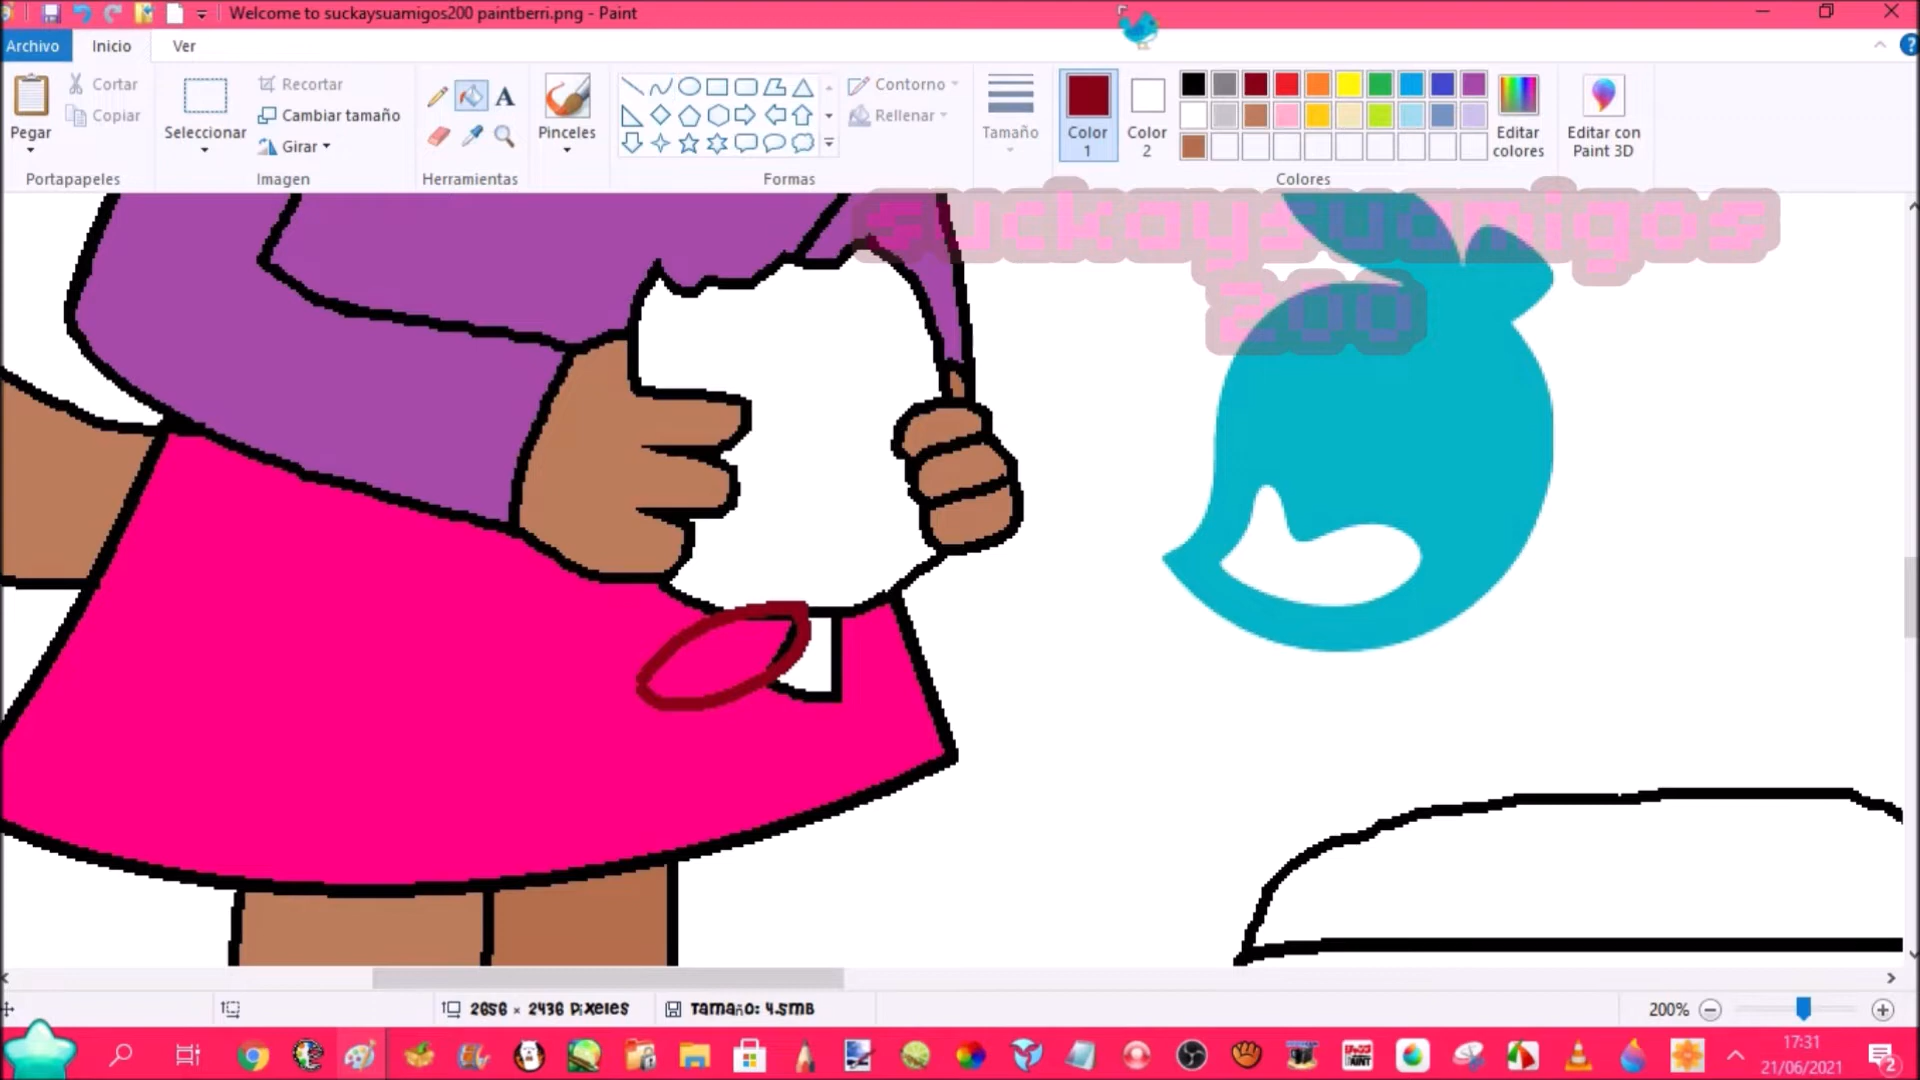 Welcome to suckaysuamigos200 paintberri.png - Paint
Archivo Inicio Ver
Pegar
Cortar
Copiar
Portapapeles
Seleccionar
Recortar
Cambiar tamaño
Girar
Imagen
A
Herramientas
Pinceles
Contorno
Rellenar
Formas
Tamaño
Color 1
Color 2
Editar colores
Editar con Paint 3D
Colores
suckaysuamigos
200
2656 × 2436 Píxeles
Tamaño: 4.5MB
200%
17:31
21/06/2021
2